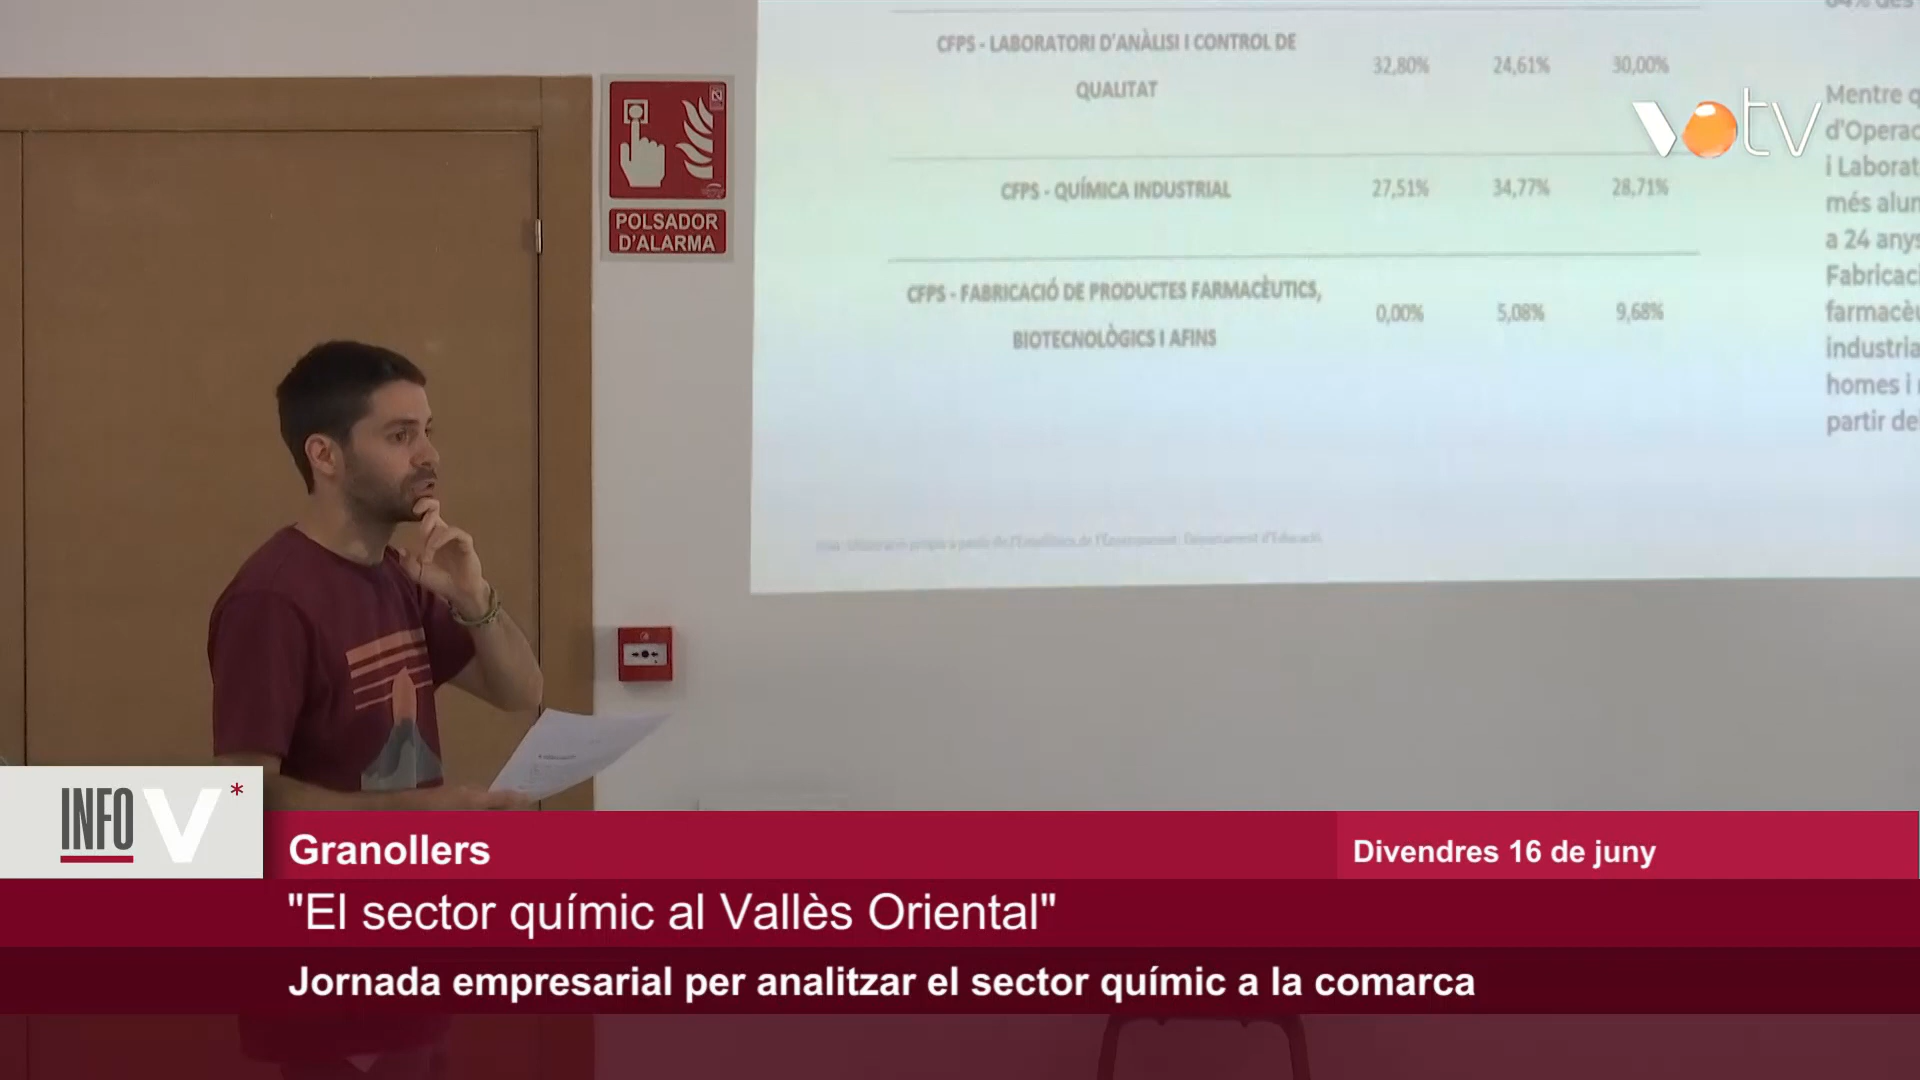 CFPS - LABORATORI D'ANÀLISI I CONTROL DE
QUALITAT
32,80% 24,61% 30,00%
CFPS - QUÍMICA INDUSTRIAL 27,51% 34,77% 28,71%
CFPS - FABRICACIÓ DE PRODUCTES FARMACÈUTICS,
BIOTECNOLÒGICS I AFINS
0,00% 5,08% 9,68%
Mentre q
d'Operac
i Laborat
més alum
a 24 anys
Fabricaci
farmacèu
industria
homes i
partir de
votv
POLSADOR
D'ALARMA
INFO V*
Granollers
Divendres 16 de juny
"El sector químic al Vallès Oriental"
Jornada empresarial per analitzar el sector químic a la comarca